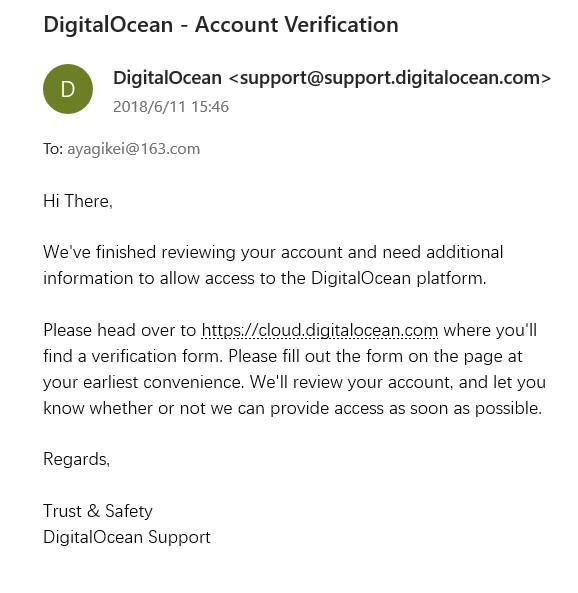 DigitalOcean - Account Verification
D
DigitalOcean <support@support.digitalocean.com>
2018/6/11 15:46
To: ayagikei@163.com
Hi There,
We've finished reviewing your account and need additional
information to allow access to the DigitalOcean platform.
Please head over to https://cloud.digitalocean.com where you'll
find a verification form. Please fill out the form on the page at
your earliest convenience. We'll review your account, and let you
know whether or not we can provide access as soon as possible.
Regards,
Trust & Safety
DigitalOcean Support